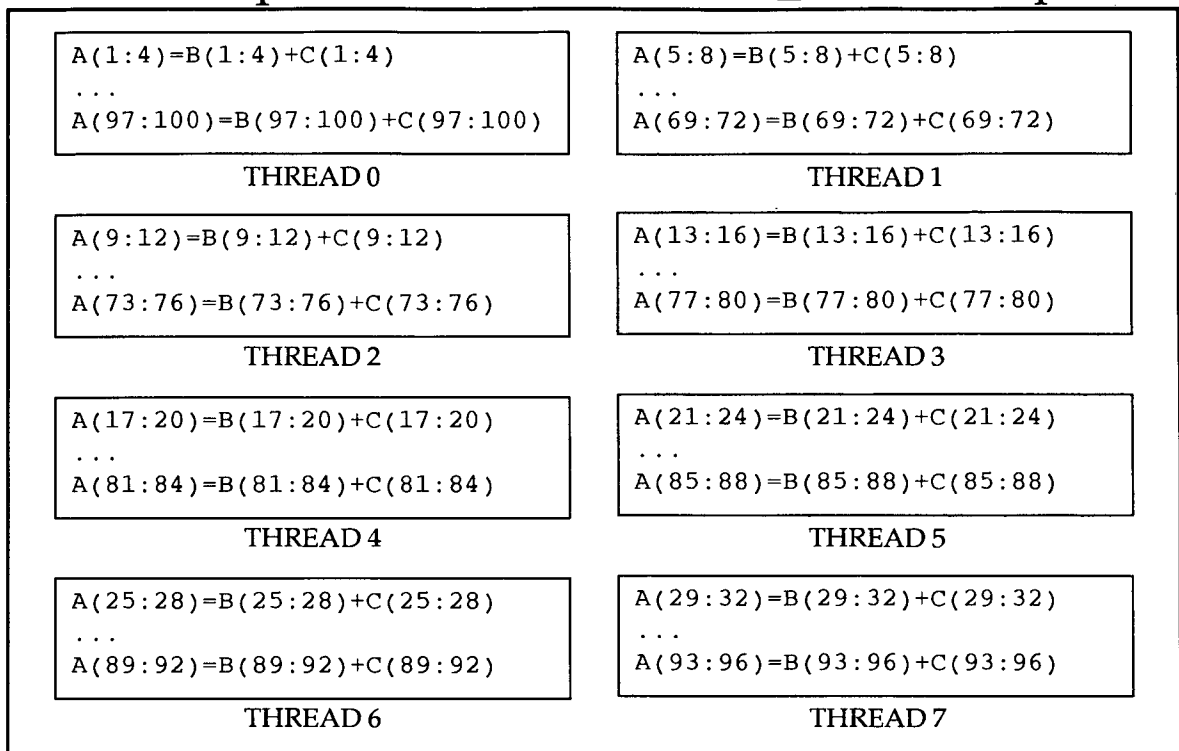 A(1:4)=B(1:4)+C(1:4)
...
A(97:100)=B(97:100)+C(97:100)
THREAD 0
A(5:8)=B(5:8)+C(5:8)
...
A(69:72)=B(69:72)+C(69:72)
THREAD 1
A(9:12)=B(9:12)+C(9:12)
...
A(73:76)=B(73:76)+C(73:76)
THREAD 2
A(13:16)=B(13:16)+C(13:16)
...
A(77:80)=B(77:80)+C(77:80)
THREAD 3
A(17:20)=B(17:20)+C(17:20)
...
A(81:84)=B(81:84)+C(81:84)
THREAD 4
A(21:24)=B(21:24)+C(21:24)
...
A(85:88)=B(85:88)+C(85:88)
THREAD 5
A(25:28)=B(25:28)+C(25:28)
...
A(89:92)=B(89:92)+C(89:92)
THREAD 6
A(29:32)=B(29:32)+C(29:32)
...
A(93:96)=B(93:96)+C(93:96)
THREAD 7